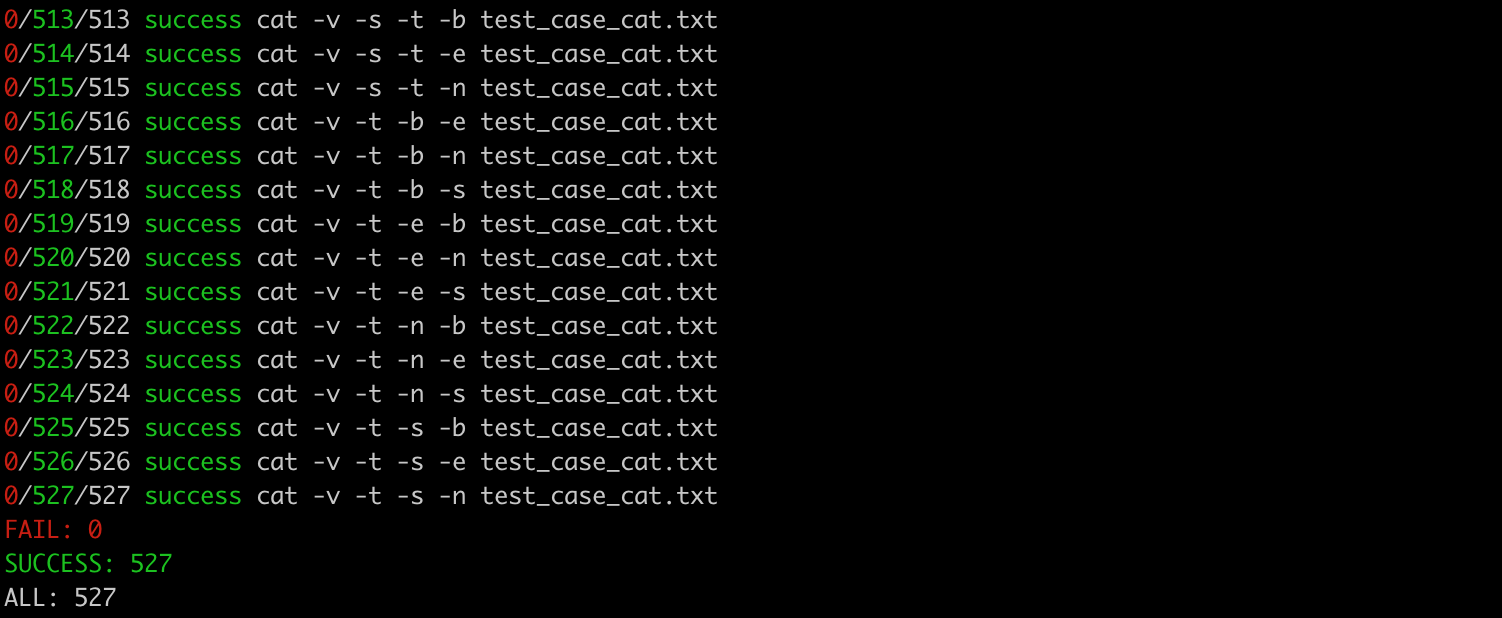 0/513/513 success cat -v -s -t -b test_case_cat.txt
0/514/514 success cat -v -s -t -e test_case_cat.txt
0/515/515 success cat -v -s -t -n test_case_cat.txt
0/516/516 success cat -v -t -b -e test_case_cat.txt
0/517/517 success cat -v -t -b -n test_case_cat.txt
0/518/518 success cat -v -t -b -s test_case_cat.txt
0/519/519 success cat -v -t -e -b test_case_cat.txt
0/520/520 success cat -v -t -e -n test_case_cat.txt
0/521/521 success cat -v -t -e -s test_case_cat.txt
0/522/522 success cat -v -t -n -b test_case_cat.txt
0/523/523 success cat -v -t -n -e test_case_cat.txt
0/524/524 success cat -v -t -n -s test_case_cat.txt
0/525/525 success cat -v -t -s -b test_case_cat.txt
0/526/526 success cat -v -t -s -e test_case_cat.txt
0/527/527 success cat -v -t -s -n test_case_cat.txt
FAIL: 0
SUCCESS: 527
ALL: 527